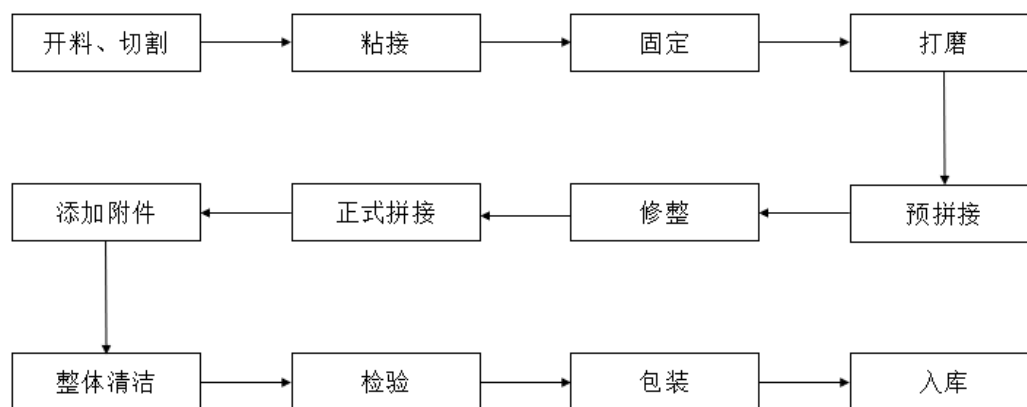 开料、切割
粘接
固定
打磨
预拼接
修整
正式拼接
添加附件
整体清洁
检验
包装
入库